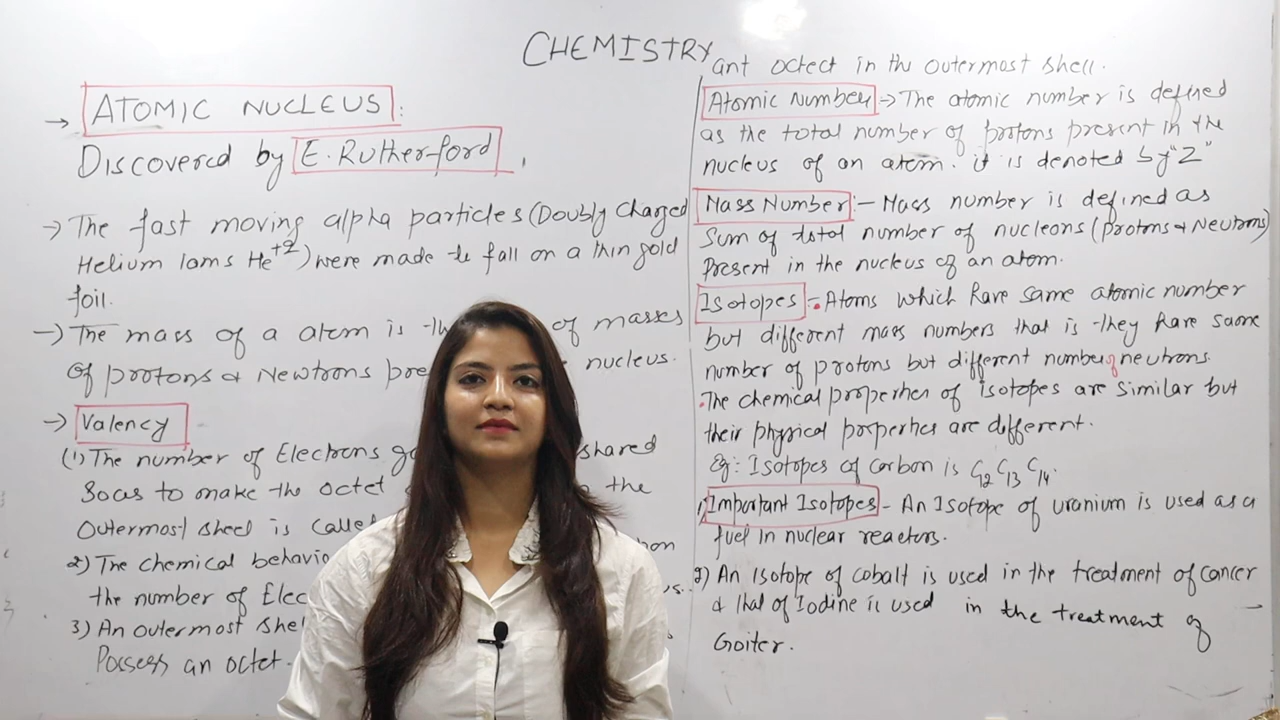 CHEMISTRY
→ ATOMIC NUCLEUS:
Discovered by E. Rutherford.
→ The fast moving alpha particles (Doubly Charged
Helium Ions He+2) were made to fall on a thin gold
foil.
→) The mass of a atom is of masses
Of protons & Newtrons nucleus.
→ Valency
(1) The number of Electrons shared
so as to make the octet the
Outermost shell is
2) The chemical
the number of
3) An outermost
Possess an octet.
ant octect in the outermost shell.
Atomic Number → The atomic number is defined
as the total number of protons present in the
nucleus of an atom. it is denoted by "Z"
Mass Number :- Mass number is defined as
Sum of total number of nucleons (Protons & Neutrons)
Present in the nucleus of an atom.
Isotopes :- Atoms which have same atomic number
but different mass numbers that is they have same
number of protons but different number of neutrons.
.The chemical properties of isotopes are similar but
their physical properties are different.
Eg: Isotopes of carbon is C12 C13 C14.
1) Important Isotopes - An Isotope of uranium is used as a
fuel in nuclear reactors.
2) An isotope of cobalt is used in the treatment of cancer
& that of Iodine is used in the treatment of
Goiter.